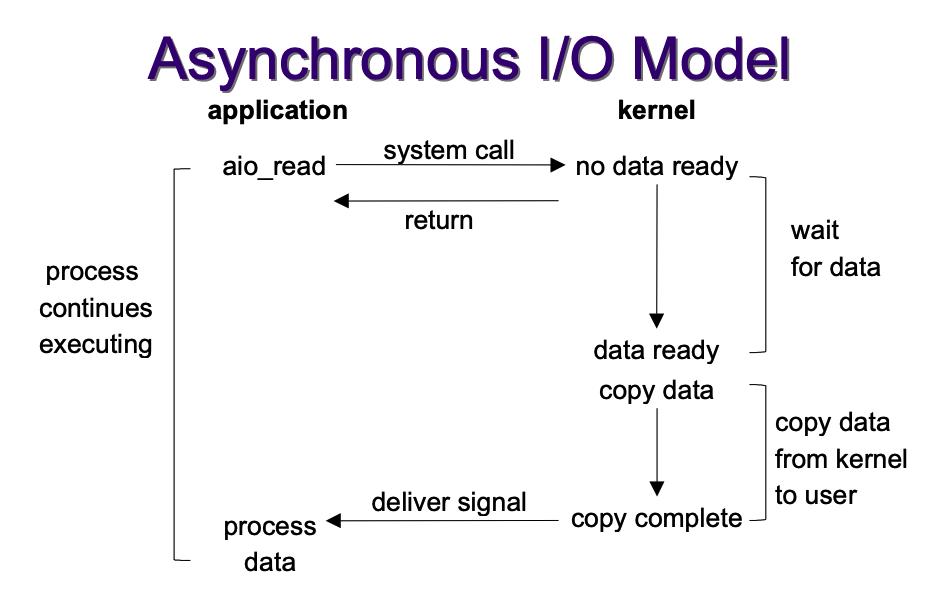 Asynchronous I/O Model
application
kernel
aio_read
system call
no data ready
return
wait
for data
process
continues
executing
data ready
copy data
copy data
from kernel
to user
deliver signal
copy complete
process
data